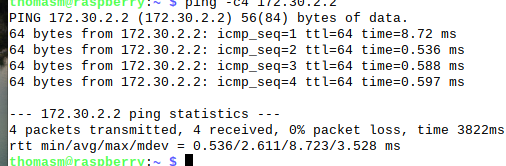 thomasm@raspberry:~ $ ping -c4 172.30.2.2
PING 172.30.2.2 (172.30.2.2) 56(84) bytes of data.
64 bytes from 172.30.2.2: icmp_seq=1 ttl=64 time=8.72 ms
64 bytes from 172.30.2.2: icmp_seq=2 ttl=64 time=0.536 ms
64 bytes from 172.30.2.2: icmp_seq=3 ttl=64 time=0.588 ms
64 bytes from 172.30.2.2: icmp_seq=4 ttl=64 time=0.597 ms
--- 172.30.2.2 ping statistics ---
4 packets transmitted, 4 received, 0% packet loss, time 3822ms
rtt min/avg/max/mdev = 0.536/2.611/8.723/3.528 ms
thomasm@raspberry:~ $